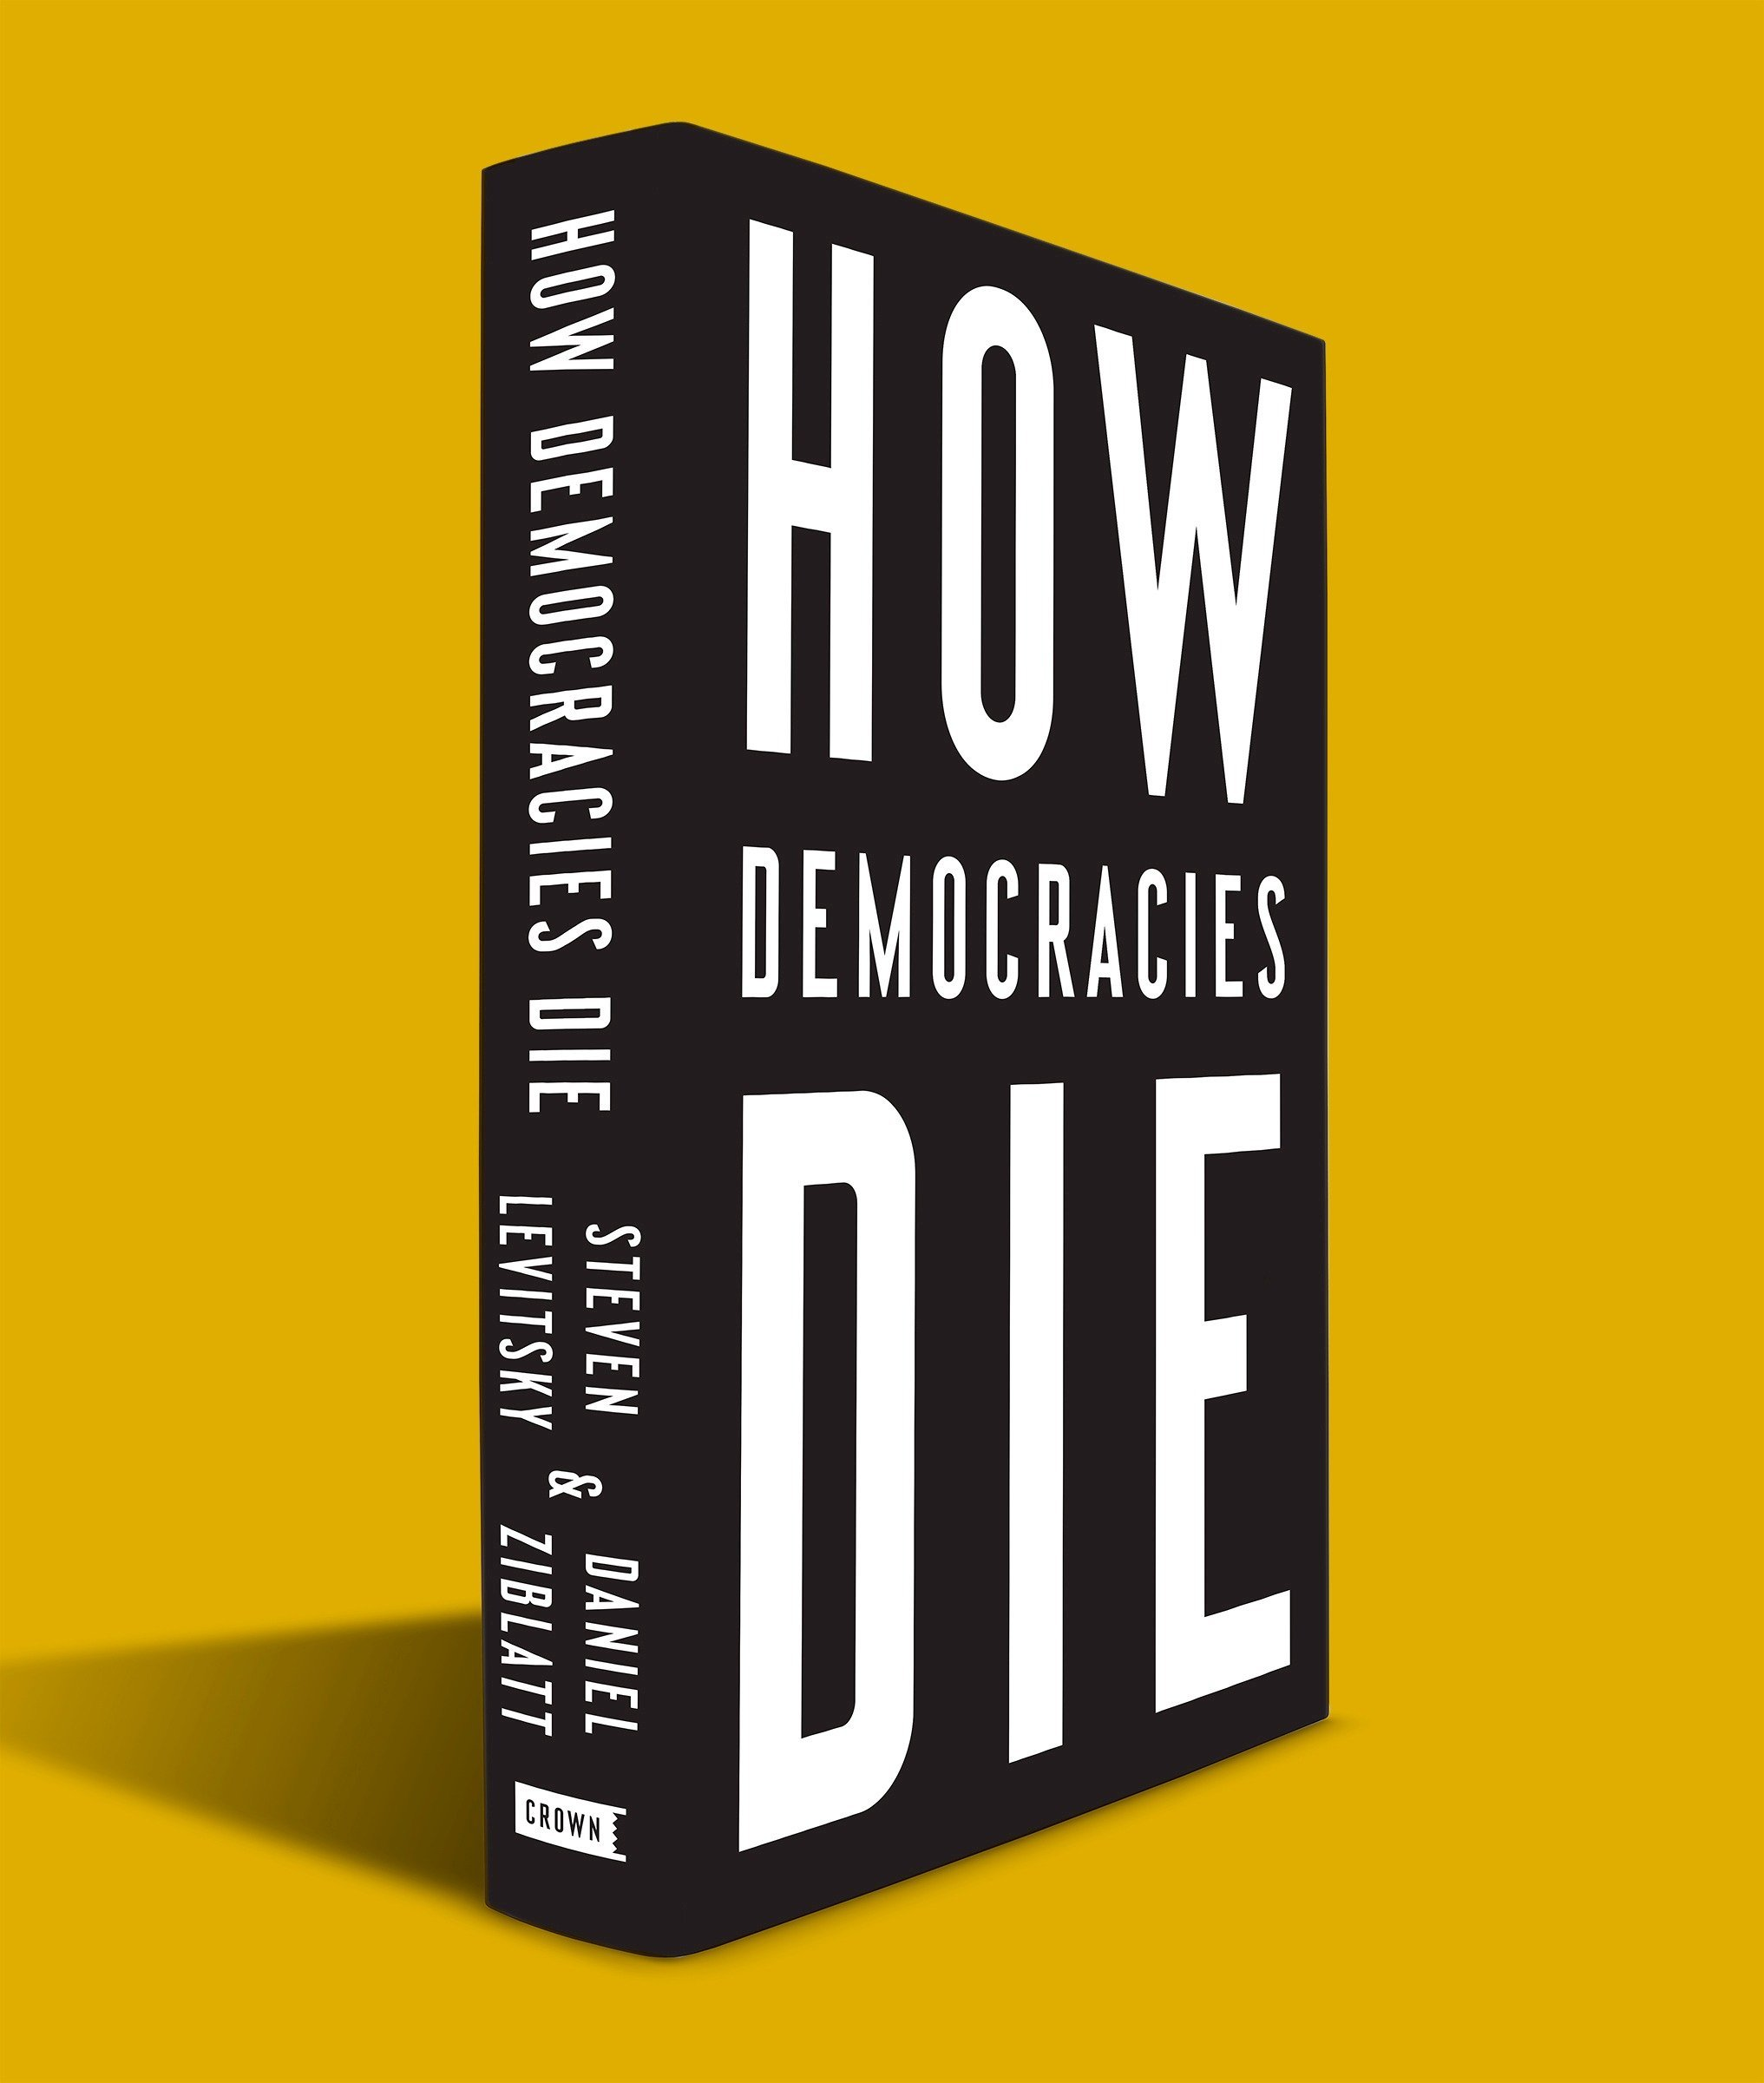 HOW DEMOCRACIES DIE
STEVEN
LEVITSKY
&
DANIEL
ZIBLATT
CROWN
HOW
DEMOCRACIES
DIE